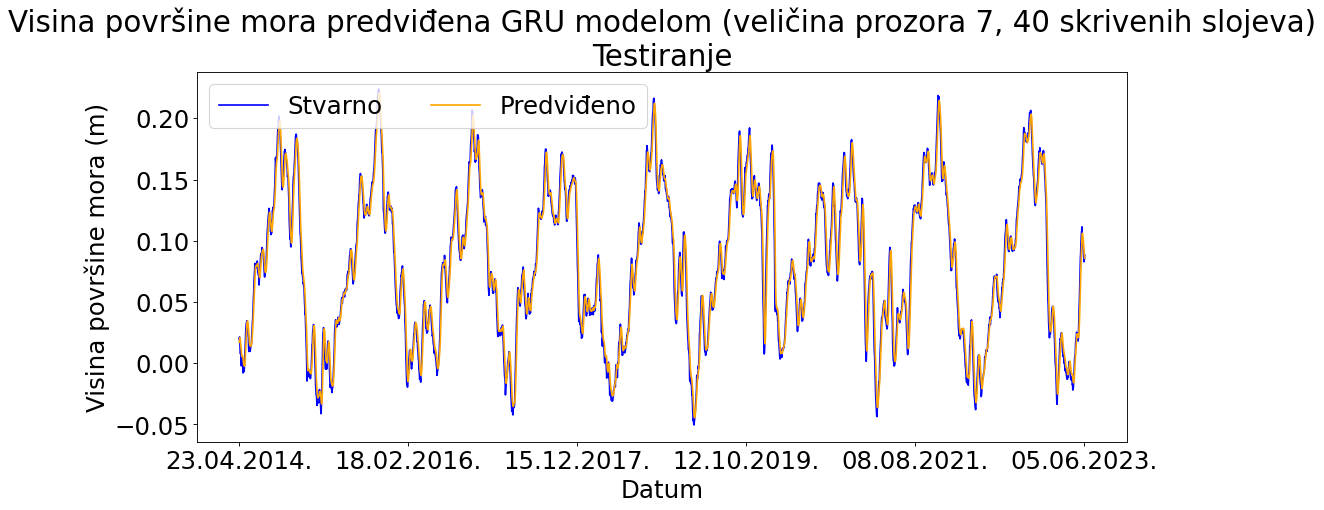 Visina površine mora predviđena GRU modelom (veličina prozora 7, 40 skrivenih slojeva)
Testiranje
Stvarno
Predviđeno
Visina površine mora (m)
0.20
0.15
0.10
0.05
0.00
−0.05
23.04.2014.
18.02.2016.
15.12.2017.
12.10.2019.
08.08.2021.
05.06.2023.
Datum